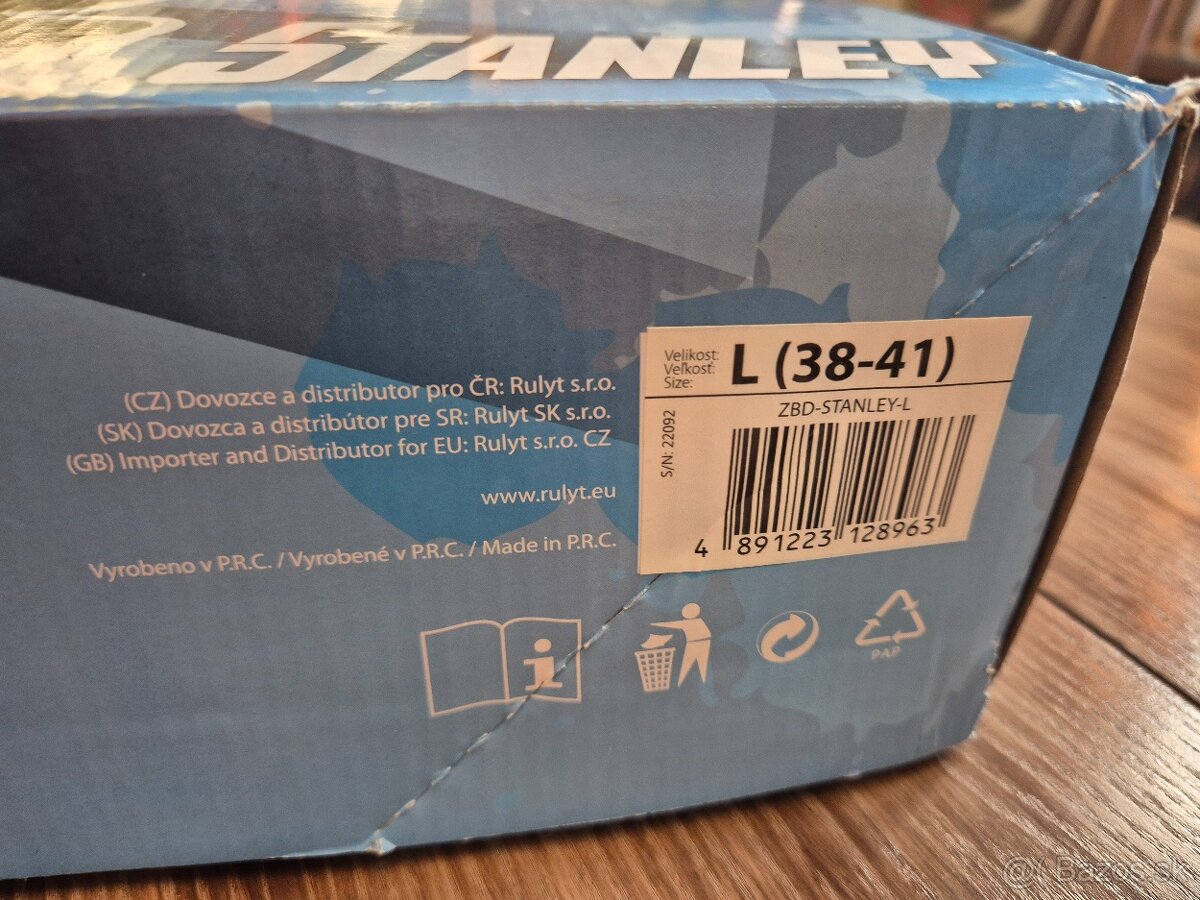 STANLEY
Velikost:
Veľkosť:
Size:
L (38-41)
ZBD-STANLEY-L
S/N: 22092
4 891223 128963
(CZ) Dovozce a distributor pro ČR: Rulyt s.r.o.
(SK) Dovozca a distribútor pre SR: Rulyt SK s.r.o.
(GB) Importer and Distributor for EU: Rulyt s.r.o. CZ
www.rulyt.eu
Vyrobeno v P.R.C. / Vyrobené v P.R.C. / Made in P.R.C.
PAP
Bazos.sk